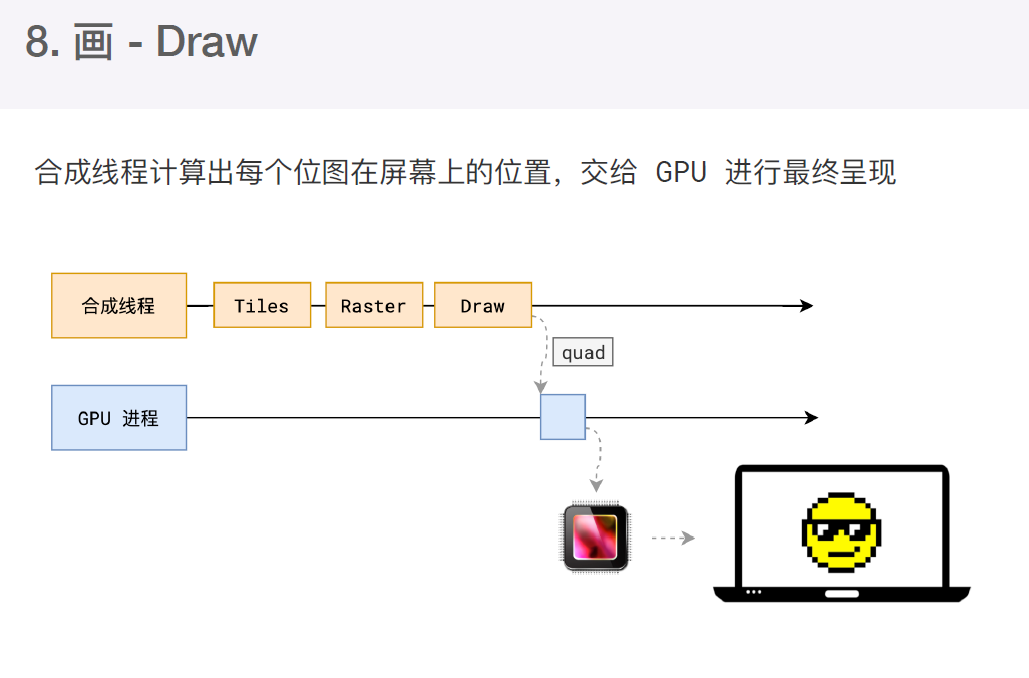 8. 画 - Draw
合成线程计算出每个位图在屏幕上的位置，交给 GPU 进行最终呈现
合成线程
Tiles
Raster
Draw
quad
GPU 进程